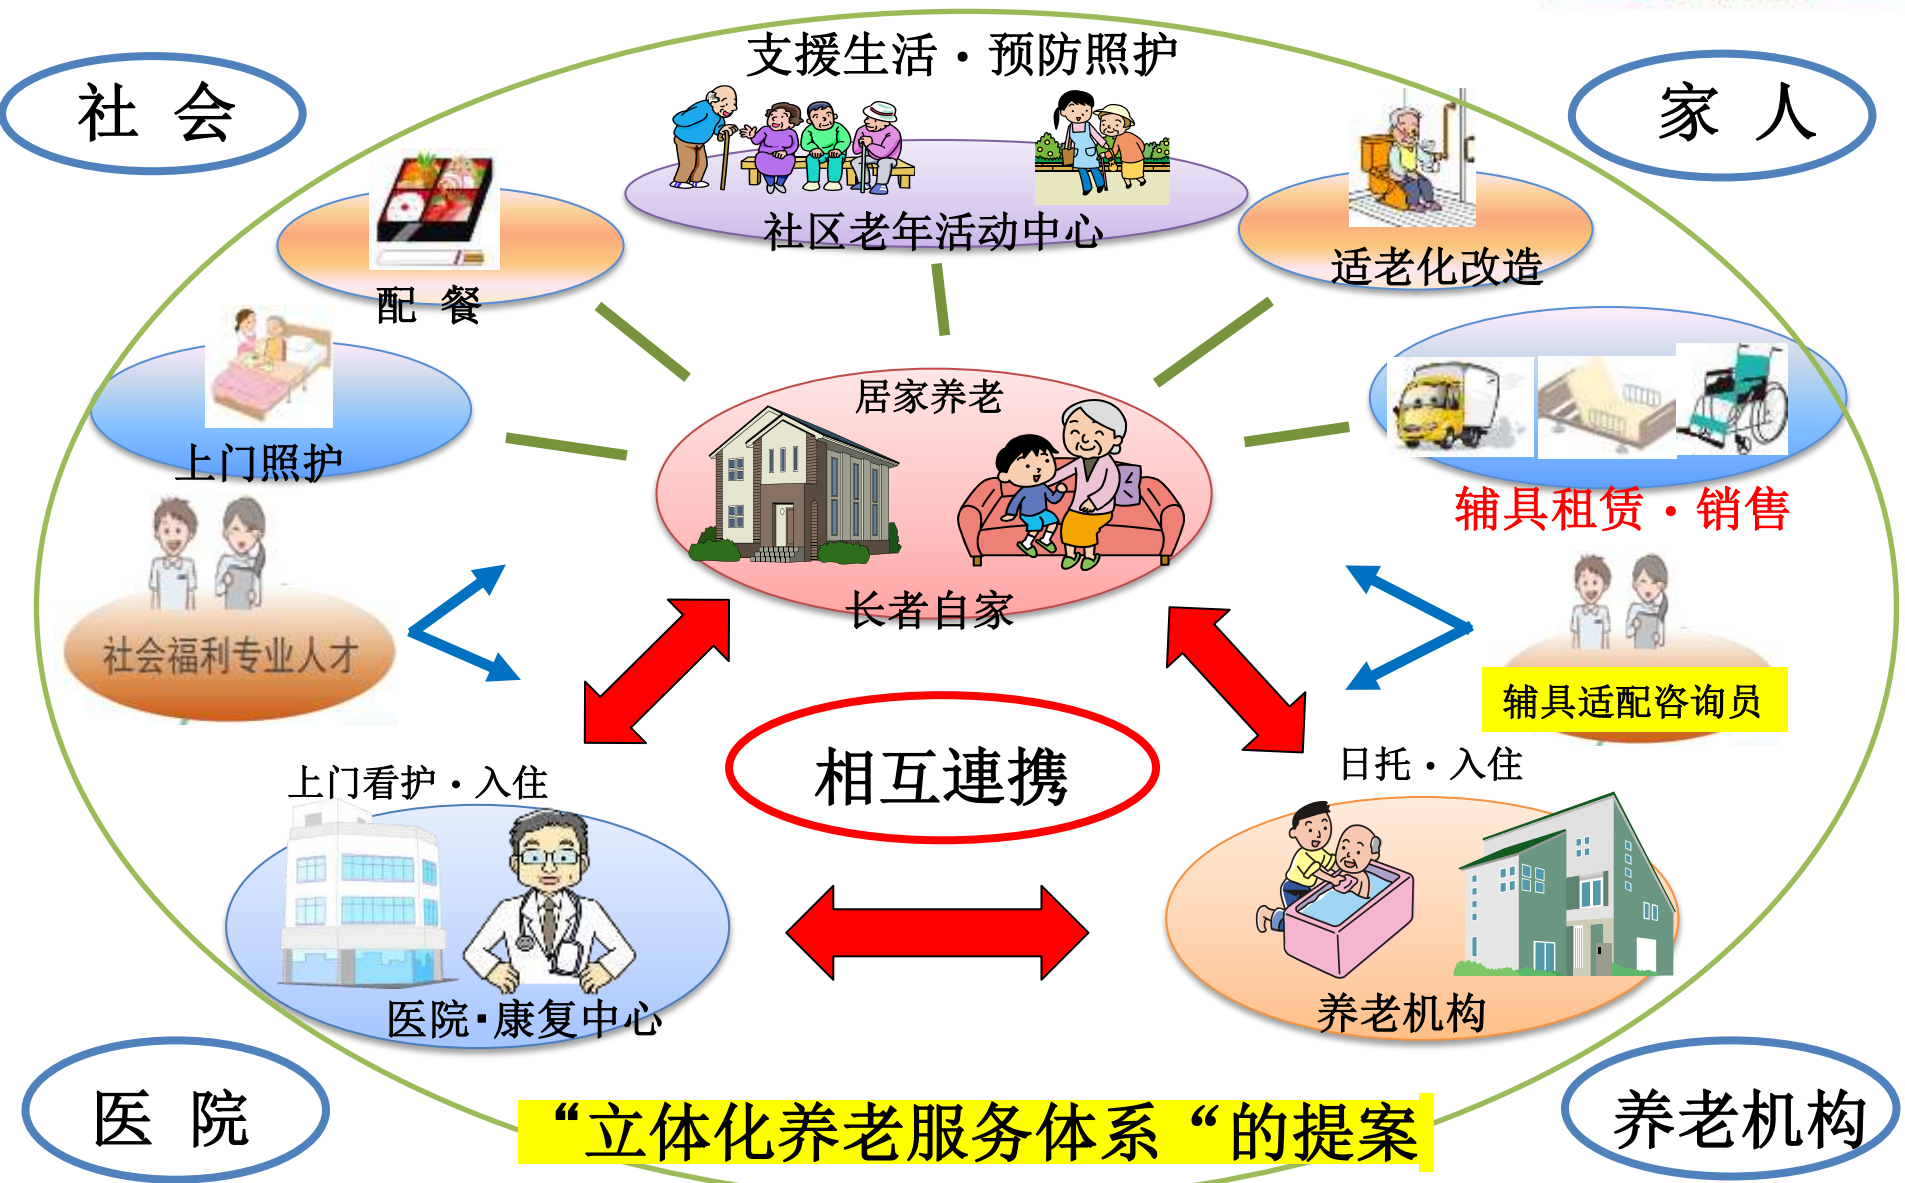 支援生活·预防照护
社 会
家 人
社区老年活动中心
适老化改造
配 餐
居家养老
上门照护
辅具租赁·销售
长者自家
社会福利专业人才
辅具适配咨询员
相互連携
日托·入住
上门看护·入住
医院·康复中心
养老机构
医 院
“立体化养老服务体系“的提案
养老机构